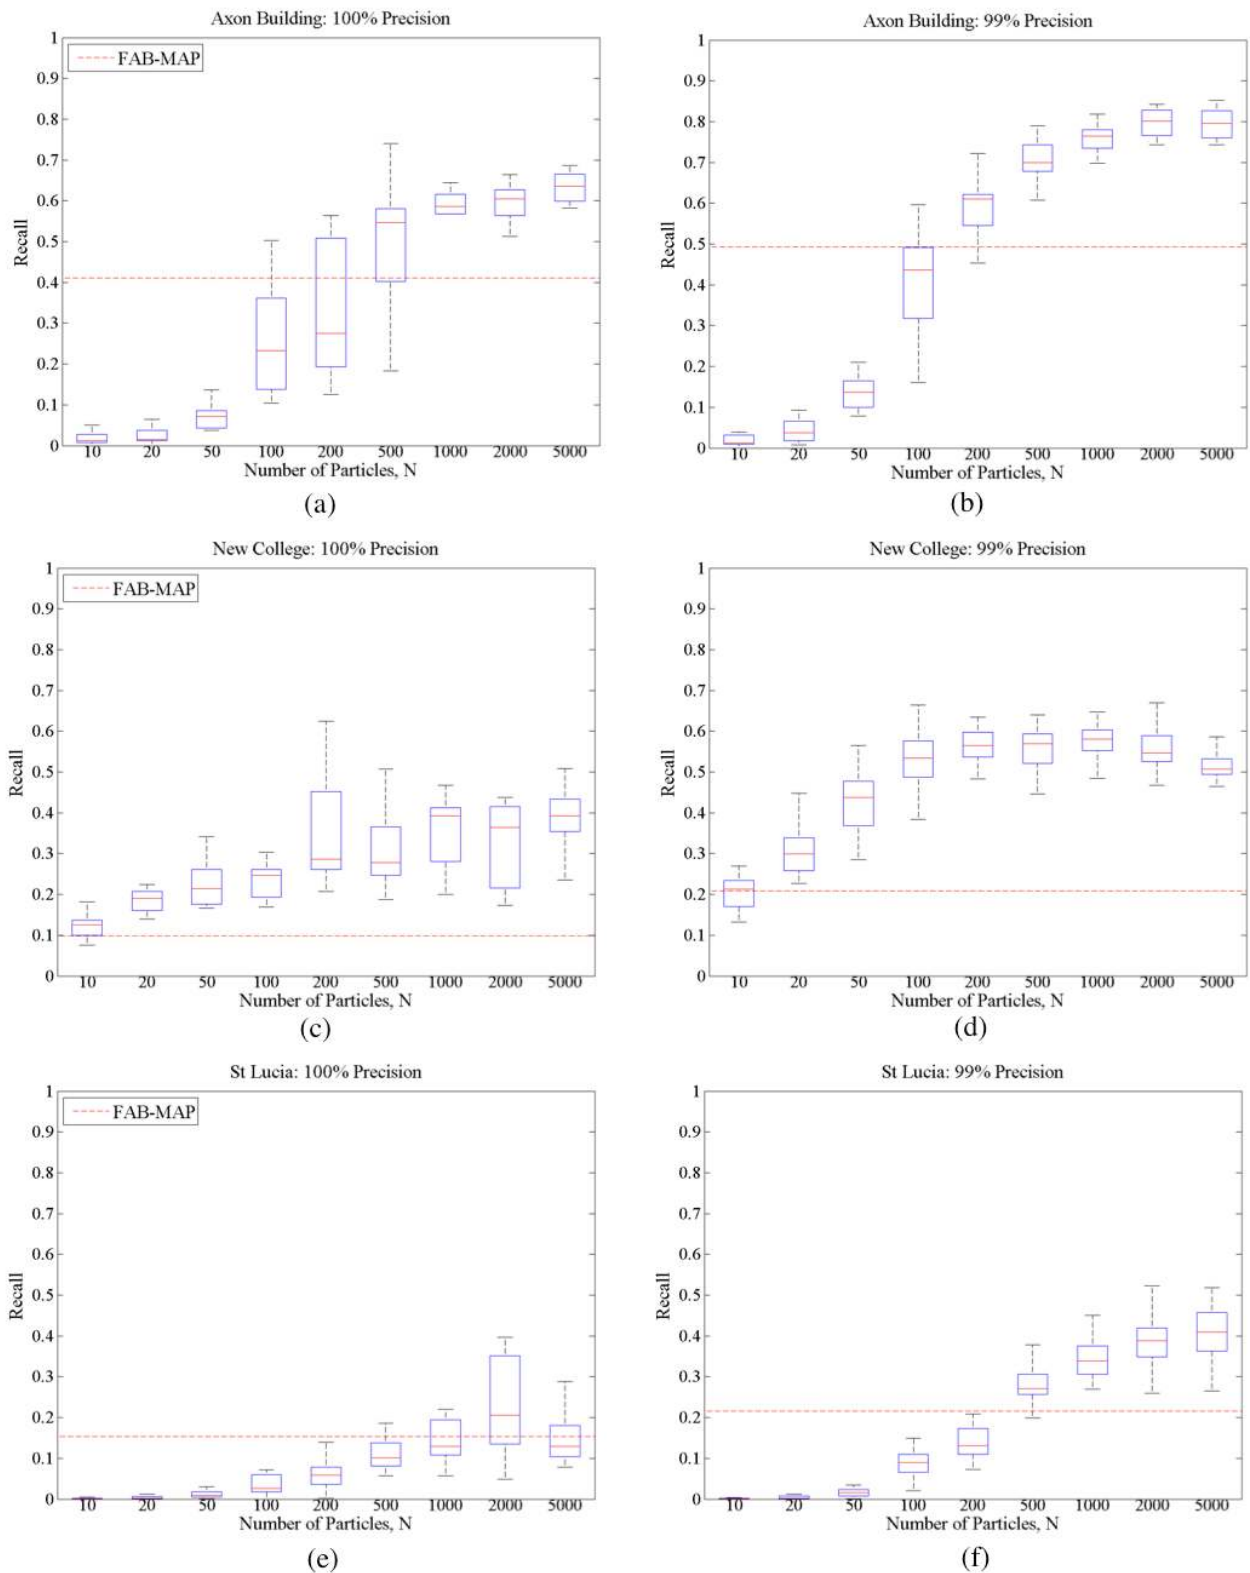 Axon Building: 100% Precision
1
FAB-MAP
0.9
0.8
0.7
0.6
0.5
0.4
0.3
0.2
0.1
0
Recall
10 20 50 100 200 500 1000 2000 5000
Number of Particles, N
(a)
Axon Building: 99% Precision
1
0.9
0.8
0.7
0.6
0.5
0.4
0.3
0.2
0.1
0
Recall
10 20 50 100 200 500 1000 2000 5000
Number of Particles, N
(b)
New College: 100% Precision
1
FAB-MAP
0.9
0.8
0.7
0.6
0.5
0.4
0.3
0.2
0.1
0
Recall
10 20 50 100 200 500 1000 2000 5000
Number of Particles, N
(c)
New College: 99% Precision
1
0.9
0.8
0.7
0.6
0.5
0.4
0.3
0.2
0.1
0
Recall
10 20 50 100 200 500 1000 2000 5000
Number of Particles, N
(d)
St Lucia: 100% Precision
1
FAB-MAP
0.9
0.8
0.7
0.6
0.5
0.4
0.3
0.2
0.1
0
Recall
10 20 50 100 200 500 1000 2000 5000
Number of Particles, N
(e)
St Lucia: 99% Precision
1
0.9
0.8
0.7
0.6
0.5
0.4
0.3
0.2
0.1
0
Recall
10 20 50 100 200 500 1000 2000 5000
Number of Particles, N
(f)